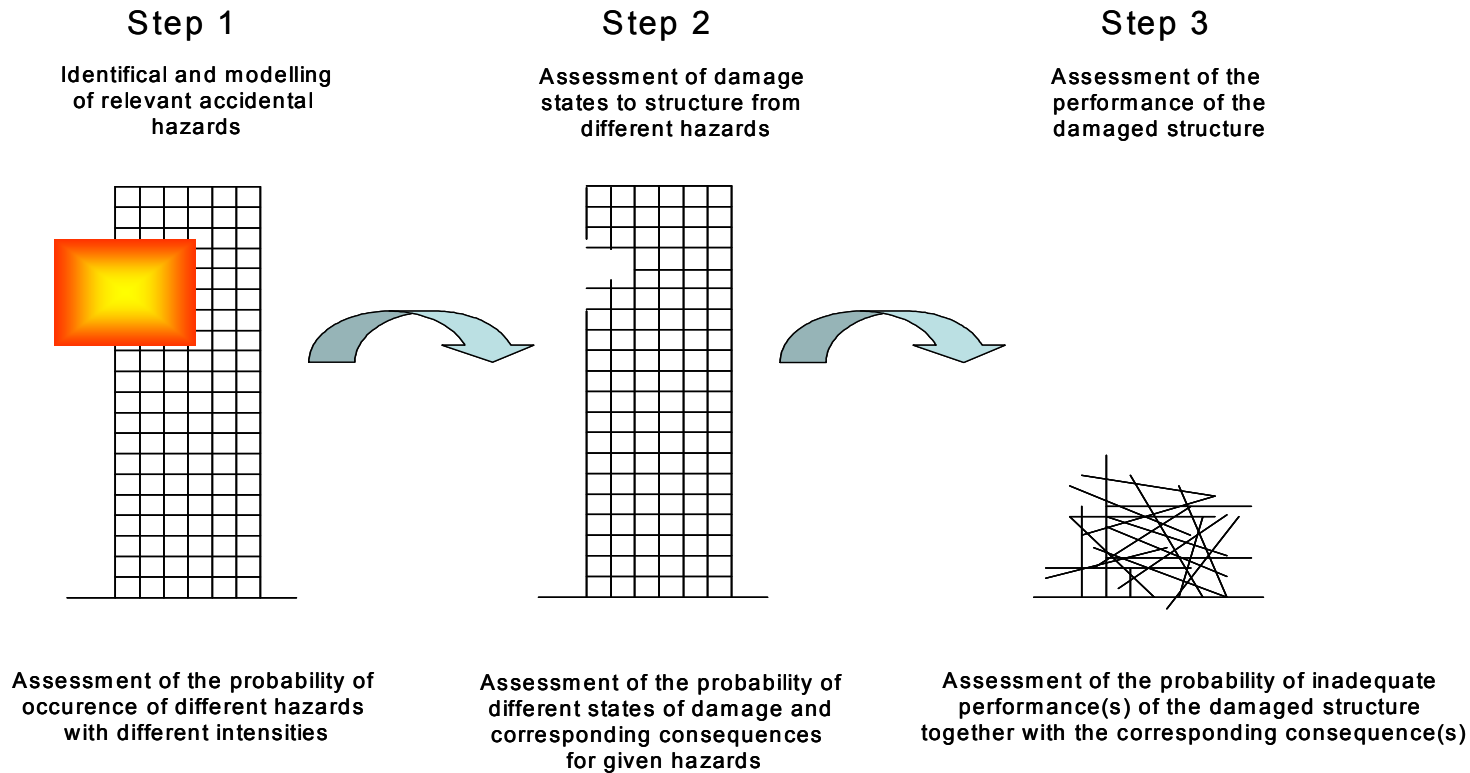 Step 1
Identifical and modelling
of relevant accidental
hazards
Step 2
Assessment of damage
states to structure from
different hazards
Step 3
Assessment of the
performance of the
damaged structure
Assessment of the probability of
occurence of different hazards
with different intensities
Assessment of the probability of
different states of damage and
corresponding consequences
for given hazards
Assessment of the probability of inadequate
performance(s) of the damaged structure
together with the corresponding consequence(s)